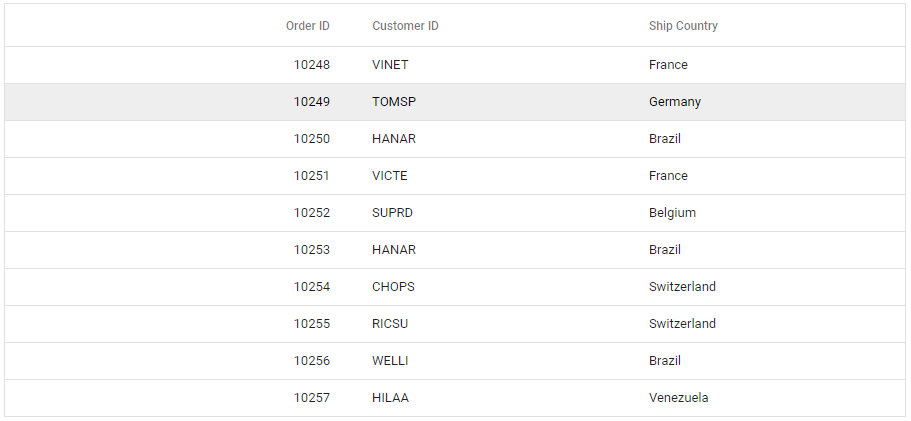 Order ID Customer ID Ship Country
10248 VINET France
10249 TOMSP Germany
10250 HANAR Brazil
10251 VICTE France
10252 SUPRD Belgium
10253 HANAR Brazil
10254 CHOPS Switzerland
10255 RICSU Switzerland
10256 WELLI Brazil
10257 HILAA Venezuela